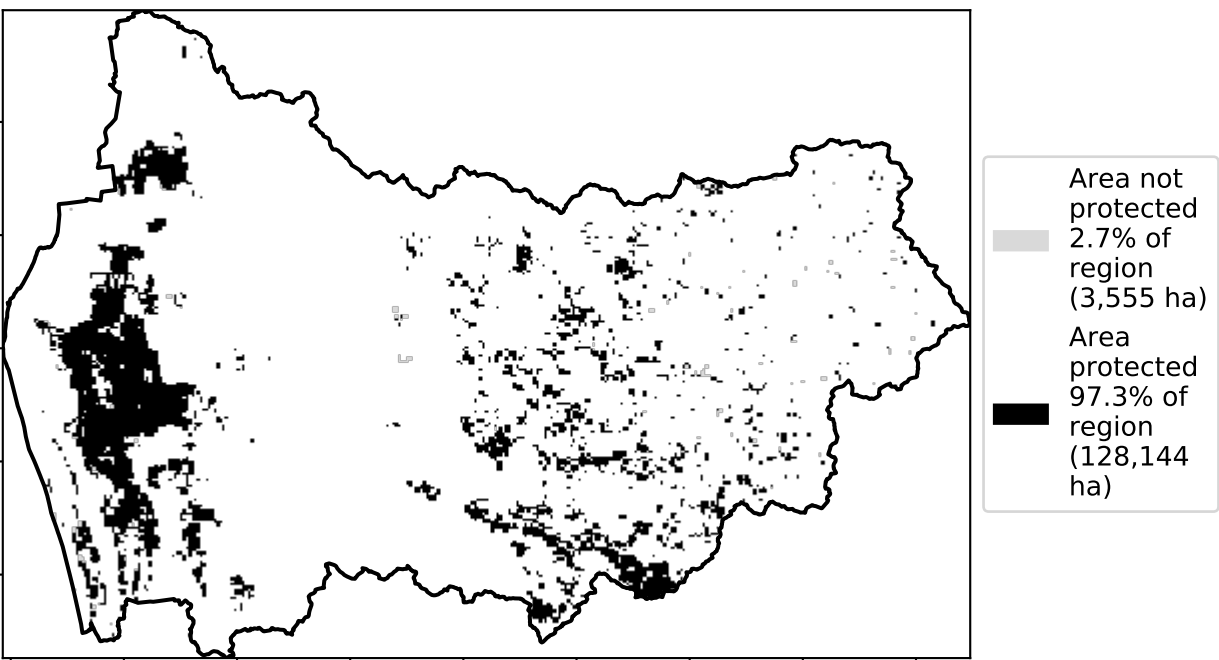 Area not
protected
2.7% of
region
(3,555 ha)
Area
protected
97.3% of
region
(128,144
ha)